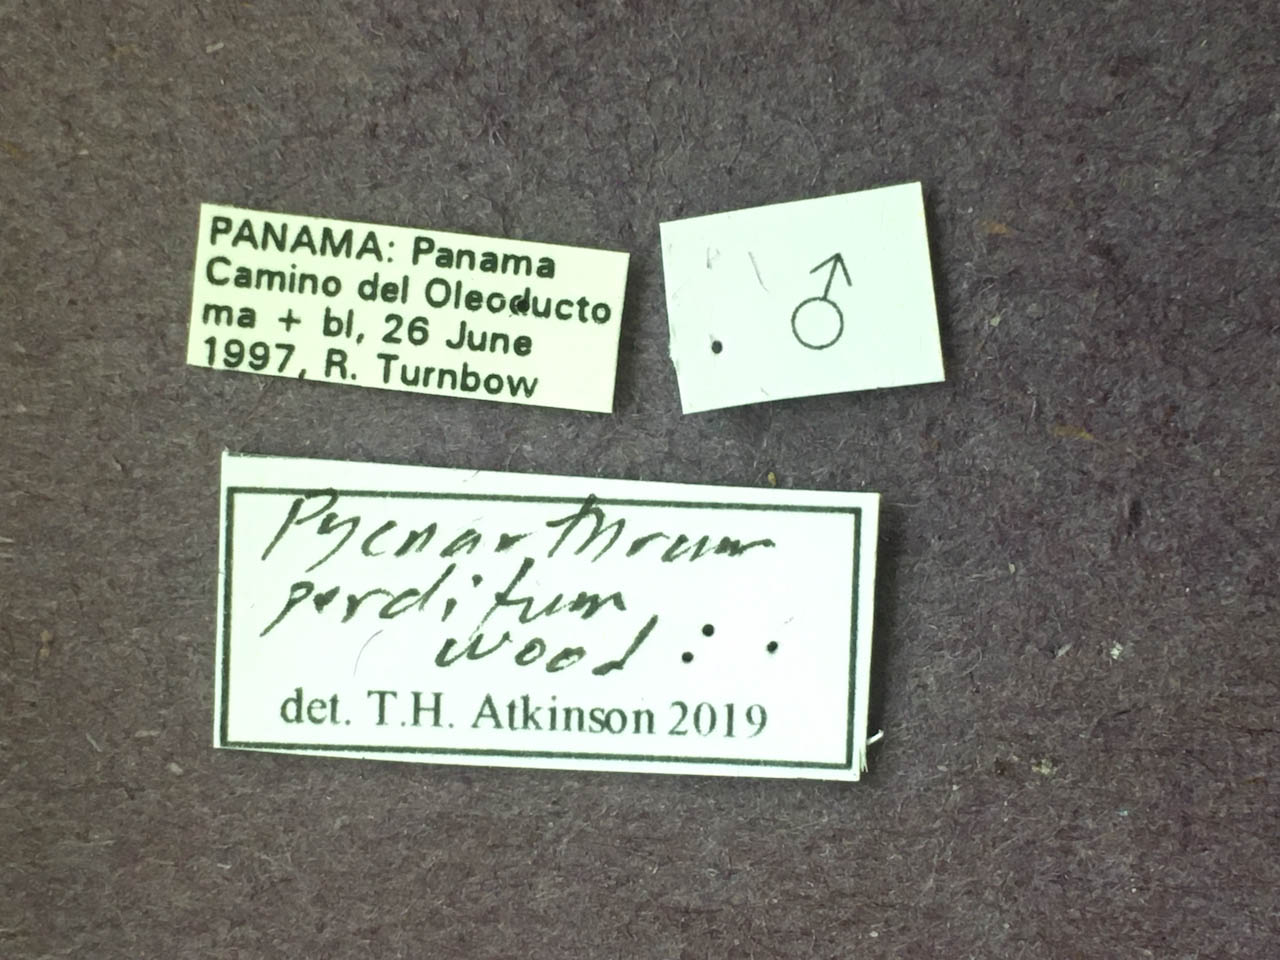 PANAMA: Panama
Camino del Oleoducto
ma + bl, 26 June
1997, R. Turnbow
♂
Pycnarthrum
perditum
wood
det. T.H. Atkinson 2019